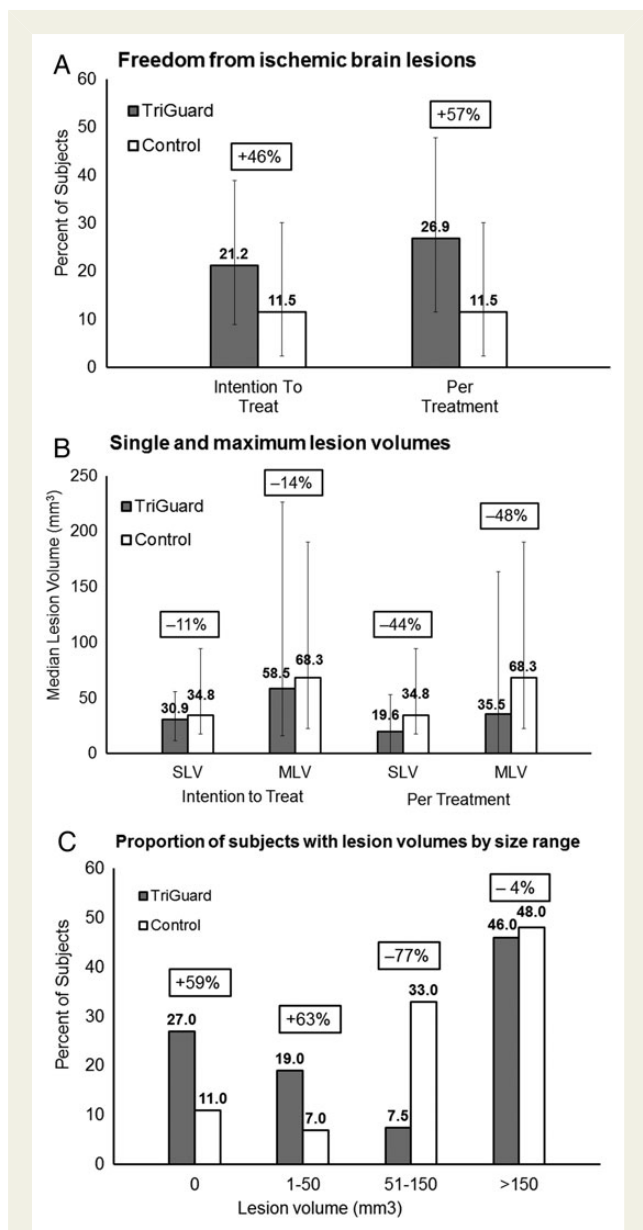 A Freedom from ischemic brain lesions
60
50
40
30
20
10
0
Percent of Subjects
TriGuard
Control
+46%
+57%
21.2
11.5
26.9
11.5
Intention To
Treat
Per
Treatment
B Single and maximum lesion volumes
250
200
150
100
50
0
Median Lesion Volume (mm³)
TriGuard
Control
–11%
–14%
–44%
–48%
30.9
34.8
58.5
68.3
19.6
34.8
35.5
68.3
SLV MLV SLV MLV
Intention to Treat Per Treatment
C Proportion of subjects with lesion volumes by size range
60
50
40
30
20
10
0
Percent of Subjects
TriGuard
Control
+59%
+63%
–77%
– 4%
27.0
11.0
19.0
7.0
7.5
33.0
46.0
48.0
0 1-50 51-150 >150
Lesion volume (mm3)